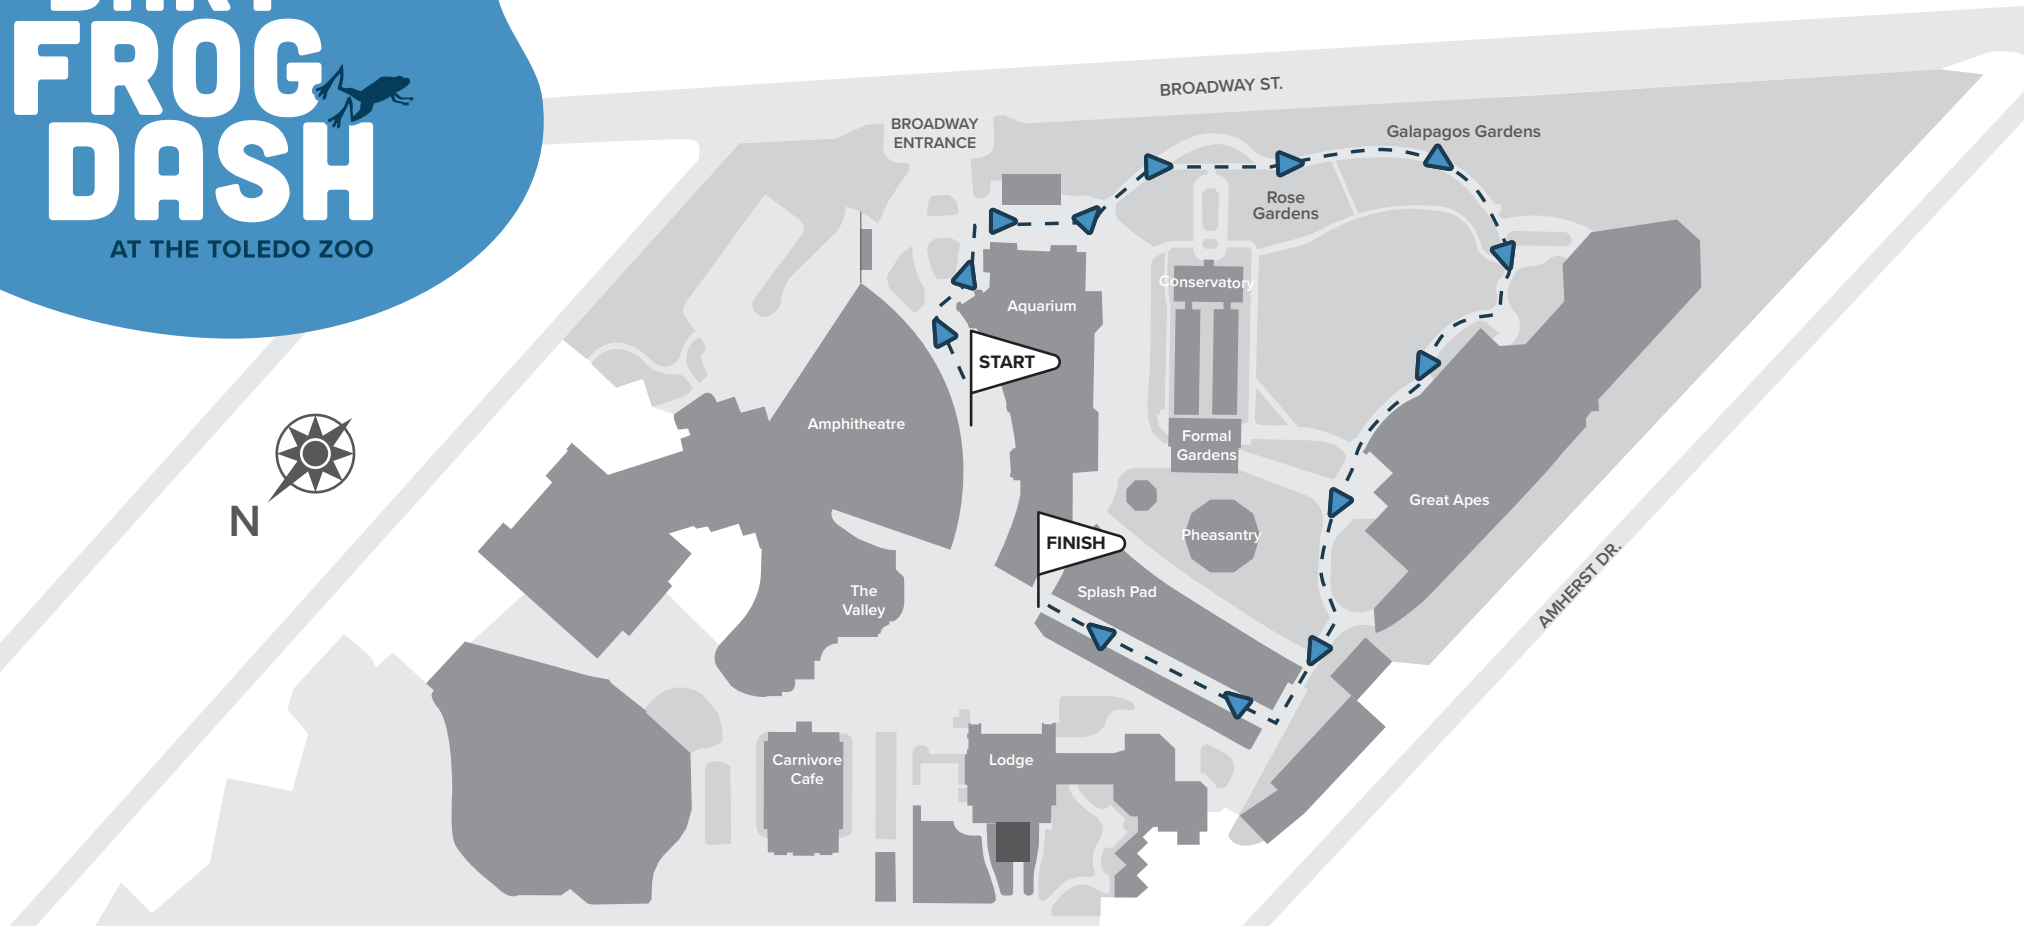 DART
FROG
DASH
AT THE TOLEDO ZOO
BROADWAY ST.
BROADWAY
ENTRANCE
Galapagos Gardens
Rose
Gardens
Conservatory
Aquarium
START
Amphitheatre
Formal
Gardens
Great Apes
N
Pheasantry
FINISH
Splash Pad
The
Valley
AMHERST DR.
Carnivore
Cafe
Lodge